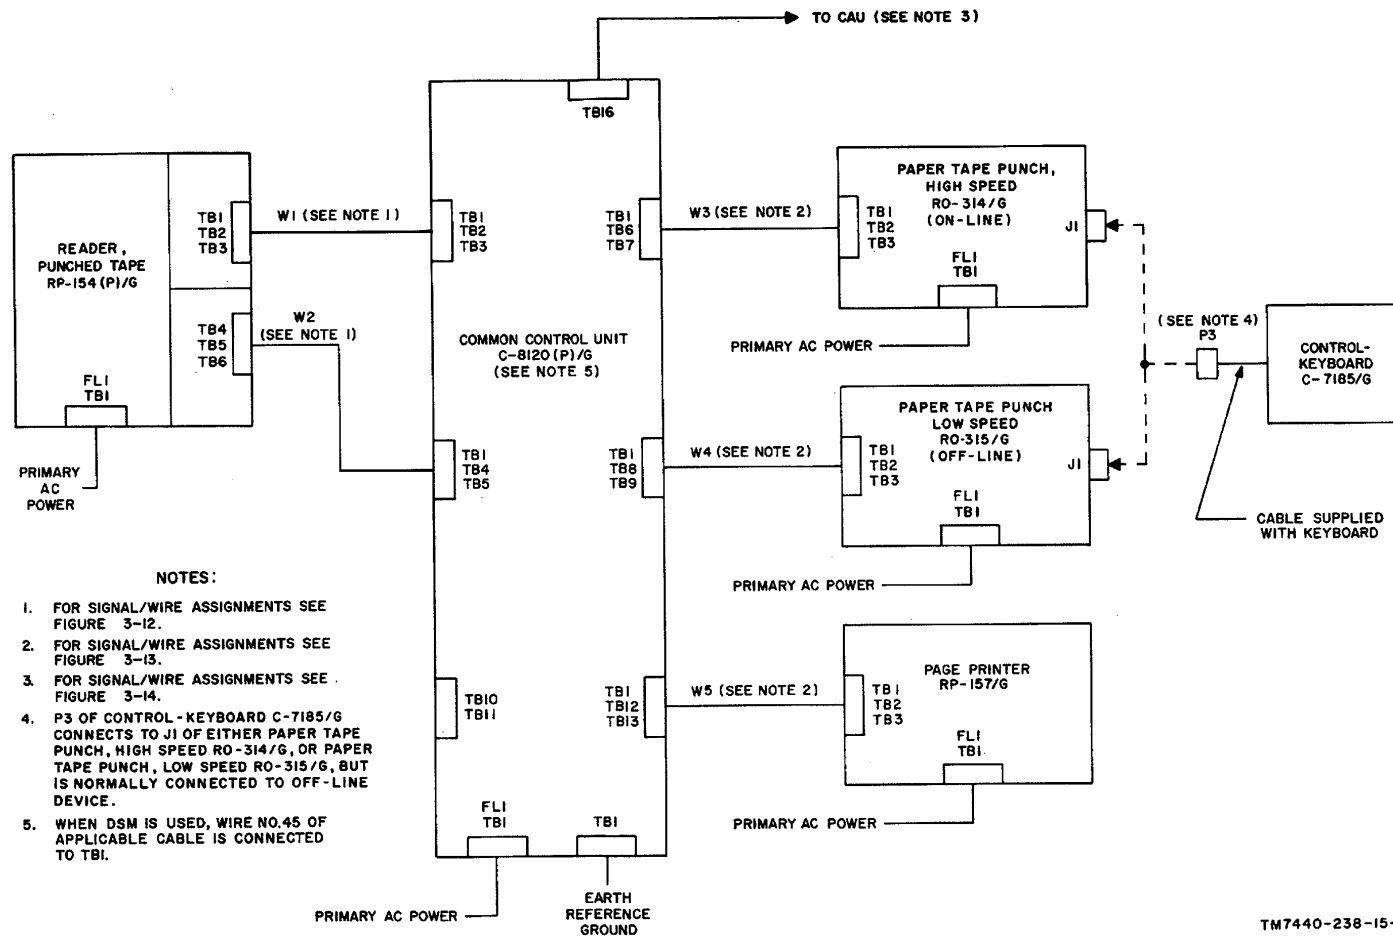 TO CAU (SEE NOTE 3)
TB16
READER,
PUNCHED TAPE
RP-154(P)/G
TB1
TB2
TB3
TB4
TB5
TB6
FL1
TB1
PRIMARY
AC
POWER
W1 (SEE NOTE 1)
W2
(SEE NOTE 1)
TB1
TB2
TB3
TB1
TB6
TB7
COMMON CONTROL UNIT
C-8120(P)/G
(SEE NOTE 5)
TB1
TB4
TB5
TB1
TB8
TB9
TB10
TB11
TB1
TB12
TB13
FL1
TB1
TB1
PRIMARY AC POWER
EARTH
REFERENCE
GROUND
W3 (SEE NOTE 2)
PAPER TAPE PUNCH,
HIGH SPEED
RO-314/G
(ON-LINE)
TB1
TB2
TB3
J1
FL1
TB1
PRIMARY AC POWER
W4 (SEE NOTE 2)
PAPER TAPE PUNCH
LOW SPEED
RO-315/G
(OFF-LINE)
TB1
TB2
TB3
J1
FL1
TB1
PRIMARY AC POWER
W5 (SEE NOTE 2)
PAGE PRINTER
RP-157/G
TB1
TB2
TB3
FL1
TB1
PRIMARY AC POWER
(SEE NOTE 4)
P3
CONTROL-
KEYBOARD
C-7185/G
CABLE SUPPLIED
WITH KEYBOARD
NOTES:
1. FOR SIGNAL/WIRE ASSIGNMENTS SEE
FIGURE 3-12.
2. FOR SIGNAL/WIRE ASSIGNMENTS SEE
FIGURE 3-13.
3. FOR SIGNAL/WIRE ASSIGNMENTS SEE
FIGURE 3-14.
4. P3 OF CONTROL-KEYBOARD C-7185/G
CONNECTS TO J1 OF EITHER PAPER TAPE
PUNCH, HIGH SPEED RO-314/G, OR PAPER
TAPE PUNCH, LOW SPEED RO-315/G, BUT
IS NORMALLY CONNECTED TO OFF-LINE
DEVICE.
5. WHEN DSM IS USED, WIRE NO.45 OF
APPLICABLE CABLE IS CONNECTED
TO TB1.
TM7440-238-15-